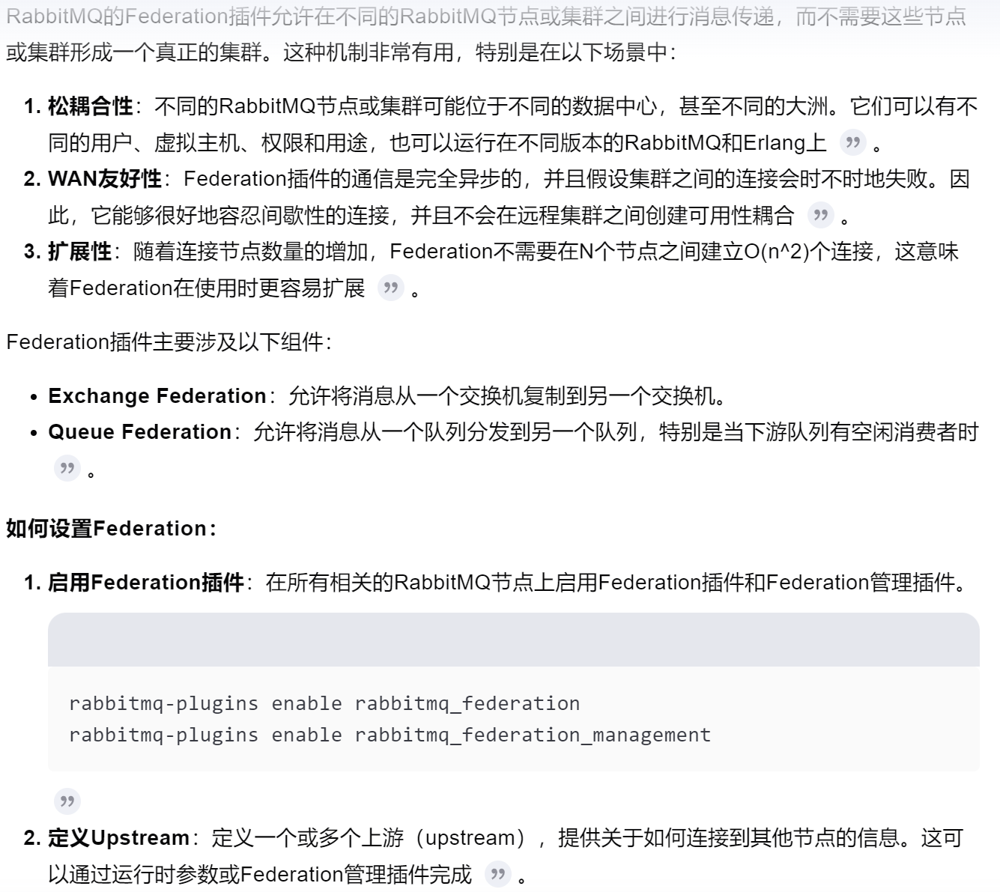 RabbitMQ的Federation插件允许在不同的RabbitMQ节点或集群之间进行消息传递，而不需要这些节点
或集群形成一个真正的集群。这种机制非常有用，特别是在以下场景中：
1. 松耦合性：不同的RabbitMQ节点或集群可能位于不同的数据中心，甚至不同的大洲。它们可以有不
同的用户、虚拟主机、权限和用途，也可以运行在不同版本的RabbitMQ和Erlang上 ” 。
2. WAN友好性：Federation插件的通信是完全异步的，并且假设集群之间的连接会时不时地失败。因
此，它能够很好地容忍间歇性的连接，并且不会在远程集群之间创建可用性耦合 ” 。
3. 扩展性：随着连接节点数量的增加，Federation不需要在N个节点之间建立O(n^2)个连接，这意味
着Federation在使用时更容易扩展 ” 。
Federation插件主要涉及以下组件：
• Exchange Federation：允许将消息从一个交换机复制到另一个交换机。
• Queue Federation：允许将消息从一个队列分发到另一个队列，特别是当下游队列有空闲消费者时
” 。
如何设置Federation：
1. 启用Federation插件：在所有相关的RabbitMQ节点上启用Federation插件和Federation管理插件。
rabbitmq-plugins enable rabbitmq_federation
rabbitmq-plugins enable rabbitmq_federation_management
”
2. 定义Upstream：定义一个或多个上游（upstream），提供关于如何连接到其他节点的信息。这可
以通过运行时参数或Federation管理插件完成 ” 。